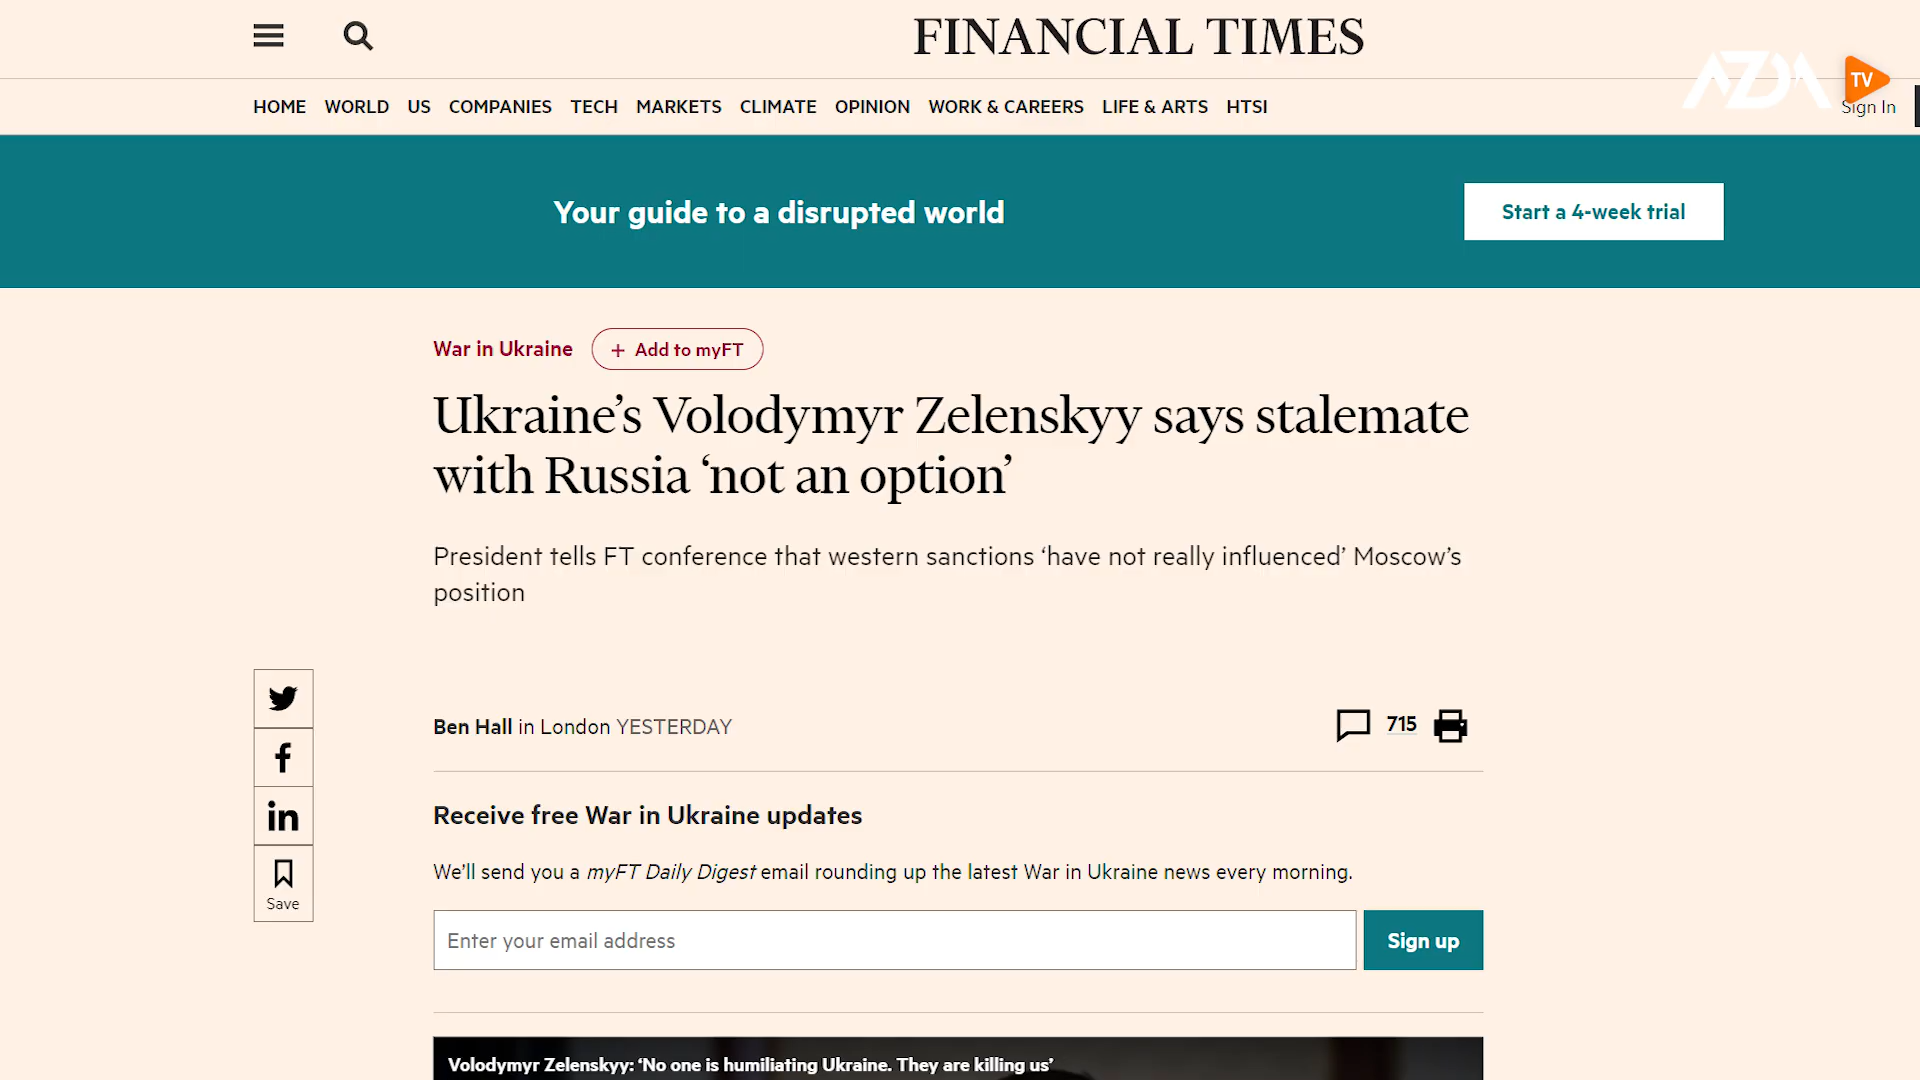 FINANCIAL TIMES
AZDA TV
HOME WORLD US COMPANIES TECH MARKETS CLIMATE OPINION WORK & CAREERS LIFE & ARTS HTSI
Sign In
Your guide to a disrupted world
Start a 4-week trial
War in Ukraine
+ Add to myFT
Ukraine’s Volodymyr Zelenskyy says stalemate
with Russia ‘not an option’
President tells FT conference that western sanctions ‘have not really influenced’ Moscow’s
position
Ben Hall in London YESTERDAY
715
Save
Receive free War in Ukraine updates
We’ll send you a myFT Daily Digest email rounding up the latest War in Ukraine news every morning.
Enter your email address
Sign up
Volodymyr Zelenskyy: ‘No one is humiliating Ukraine. They are killing us’